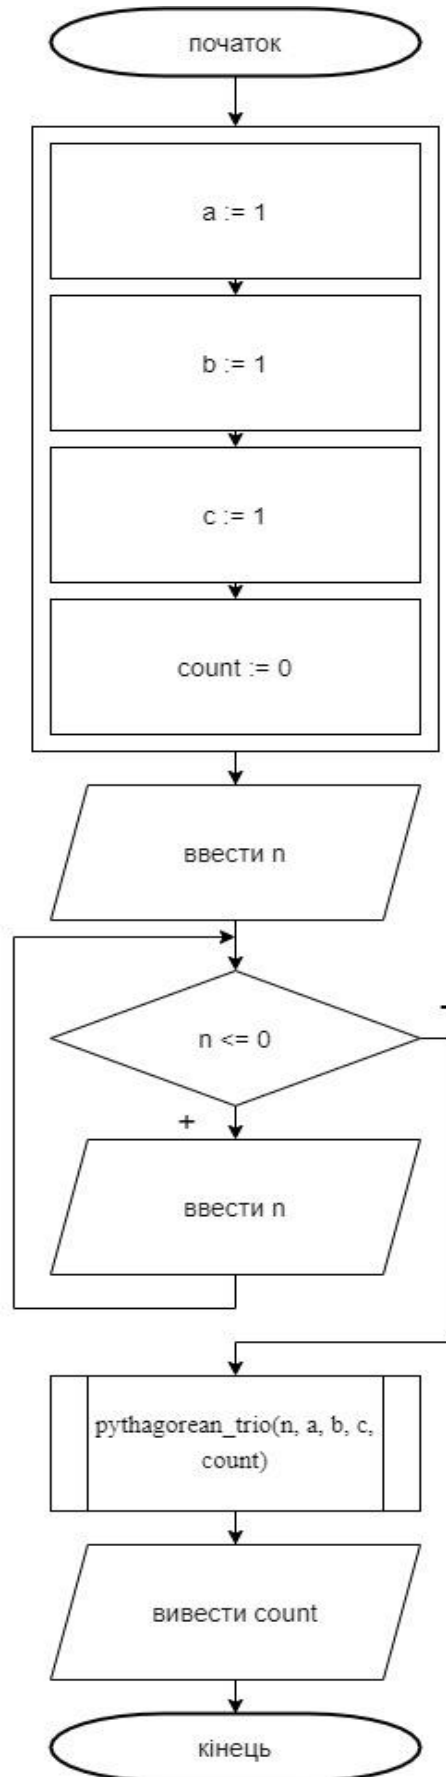 початок
a := 1
b := 1
c := 1
count := 0
ввести n
n <= 0
-
+
ввести n
pythagorean_trio(n, a, b, c,
count)
вивести count
кінець